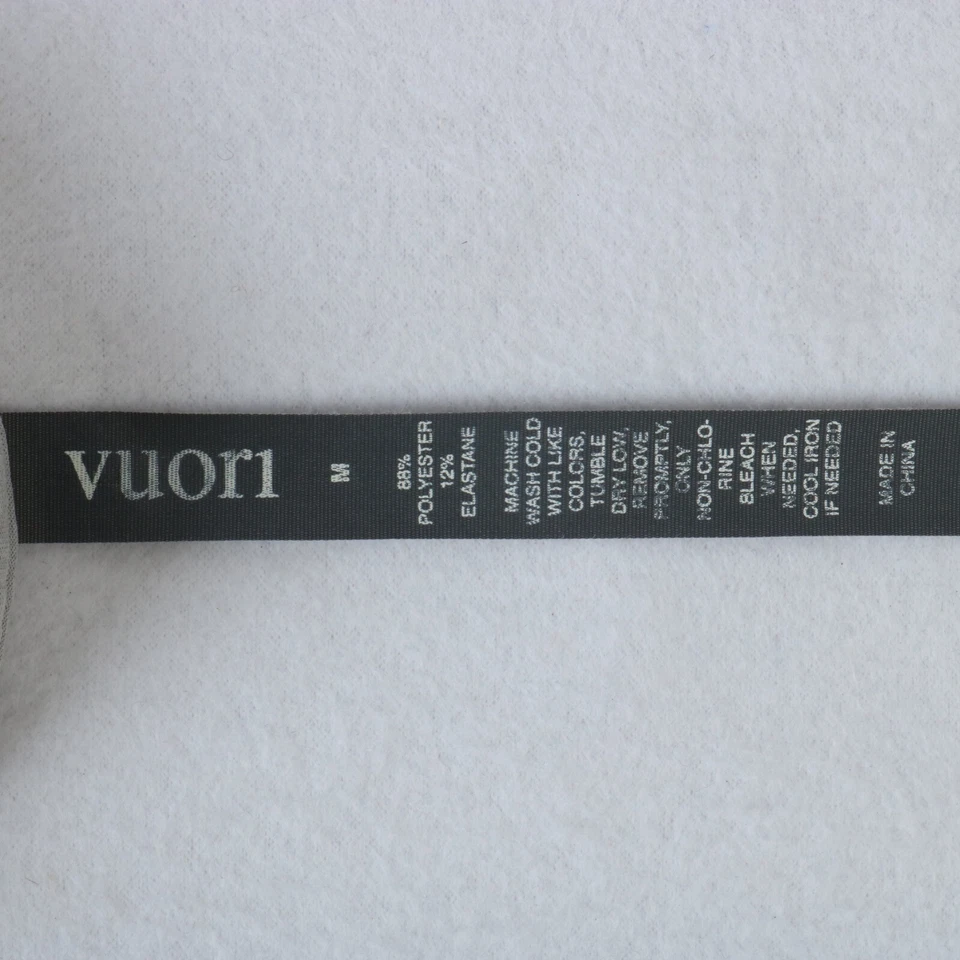 vuori
M
88%
POLYESTER
12%
ELASTANE
MACHINE
WASH COLD
WITH LIKE
COLORS,
TUMBLE
DRY LOW,
REMOVE
PROMPTLY,
ONLY
NON-CHLO-
RINE
BLEACH
WHEN
NEEDED,
COOL IRON
IF NEEDED
MADE IN
CHINA